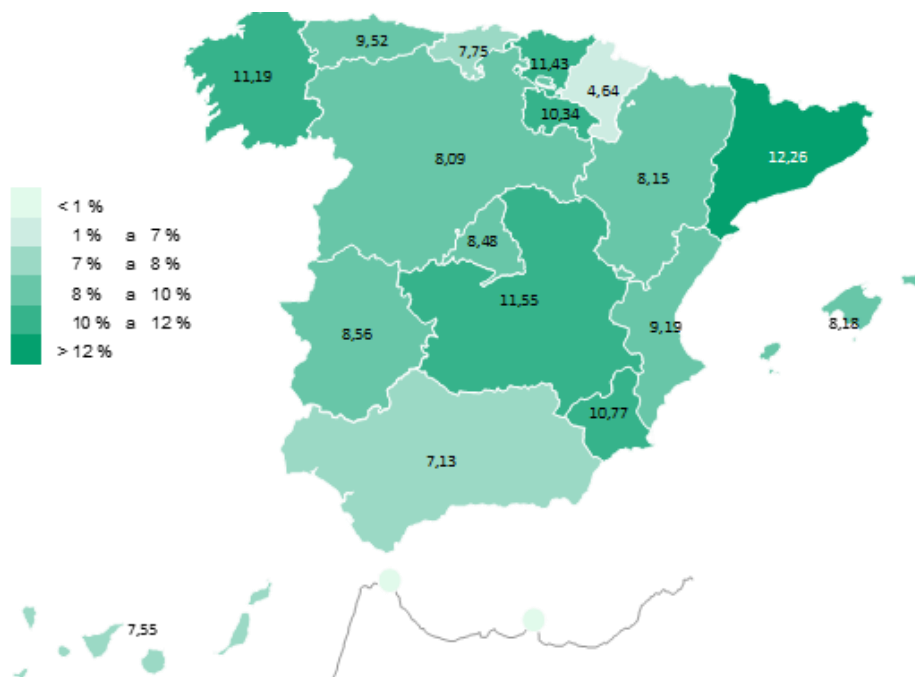 9,52
7,75
11,43
11,19
4,64
10,34
8,09
12,26
8,15
< 1 %
1 % a 7 %
7 % a 8 %
8 % a 10 %
10 % a 12 %
> 12 %
8,48
11,55
8,56
9,19
8,18
10,77
7,13
7,55